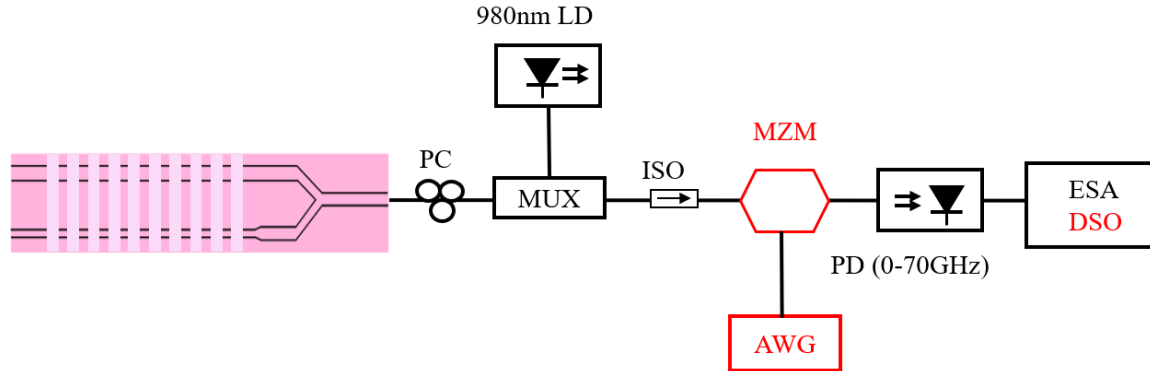 980nm LD
PC
MUX
ISO
MZM
AWG
PD (0-70GHz)
ESA
DSO